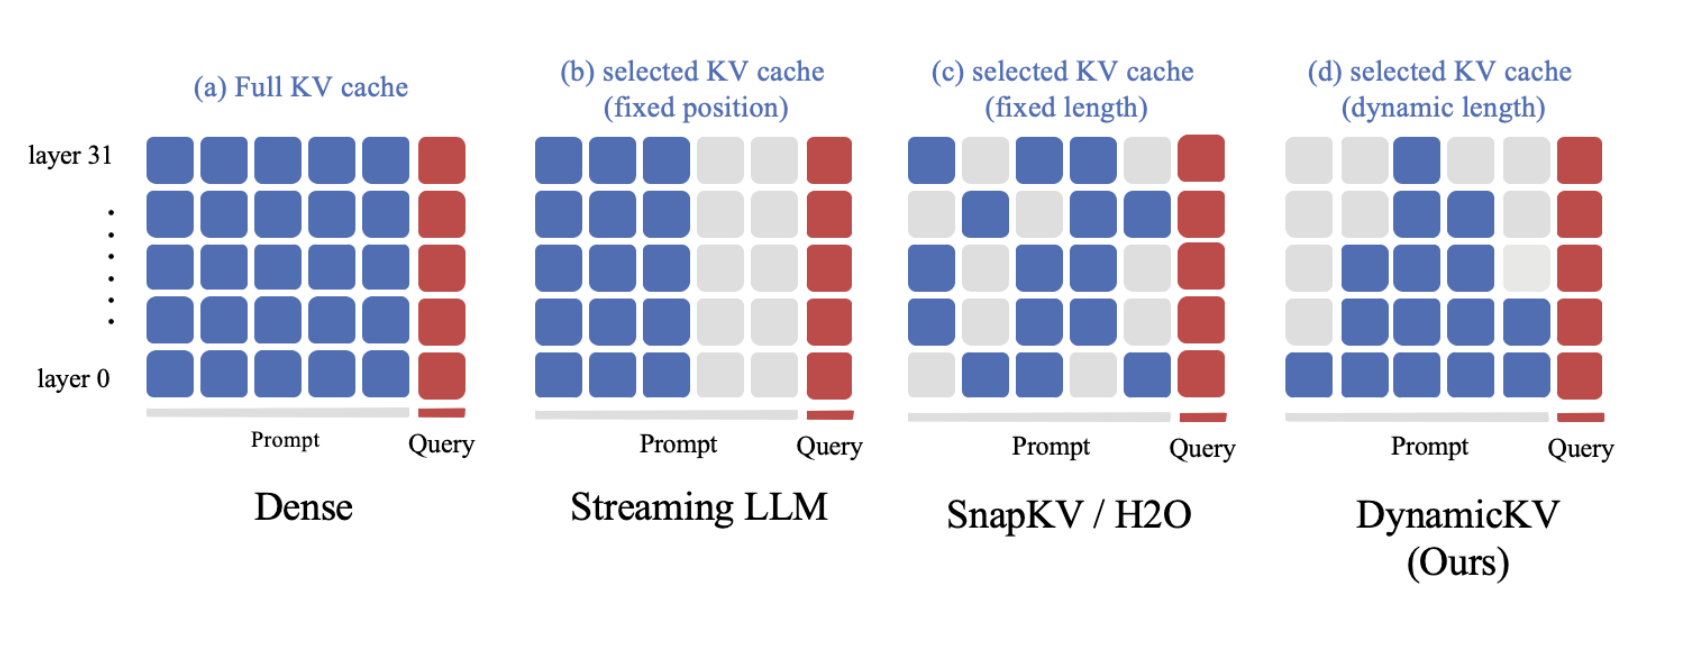 (a) Full KV cache
(b) selected KV cache
(fixed position)
(c) selected KV cache
(fixed length)
(d) selected KV cache
(dynamic length)
layer 31
layer 0
Prompt
Query
Prompt
Query
Prompt
Query
Prompt
Query
Dense
Streaming LLM
SnapKV / H2O
DynamicKV
(Ours)